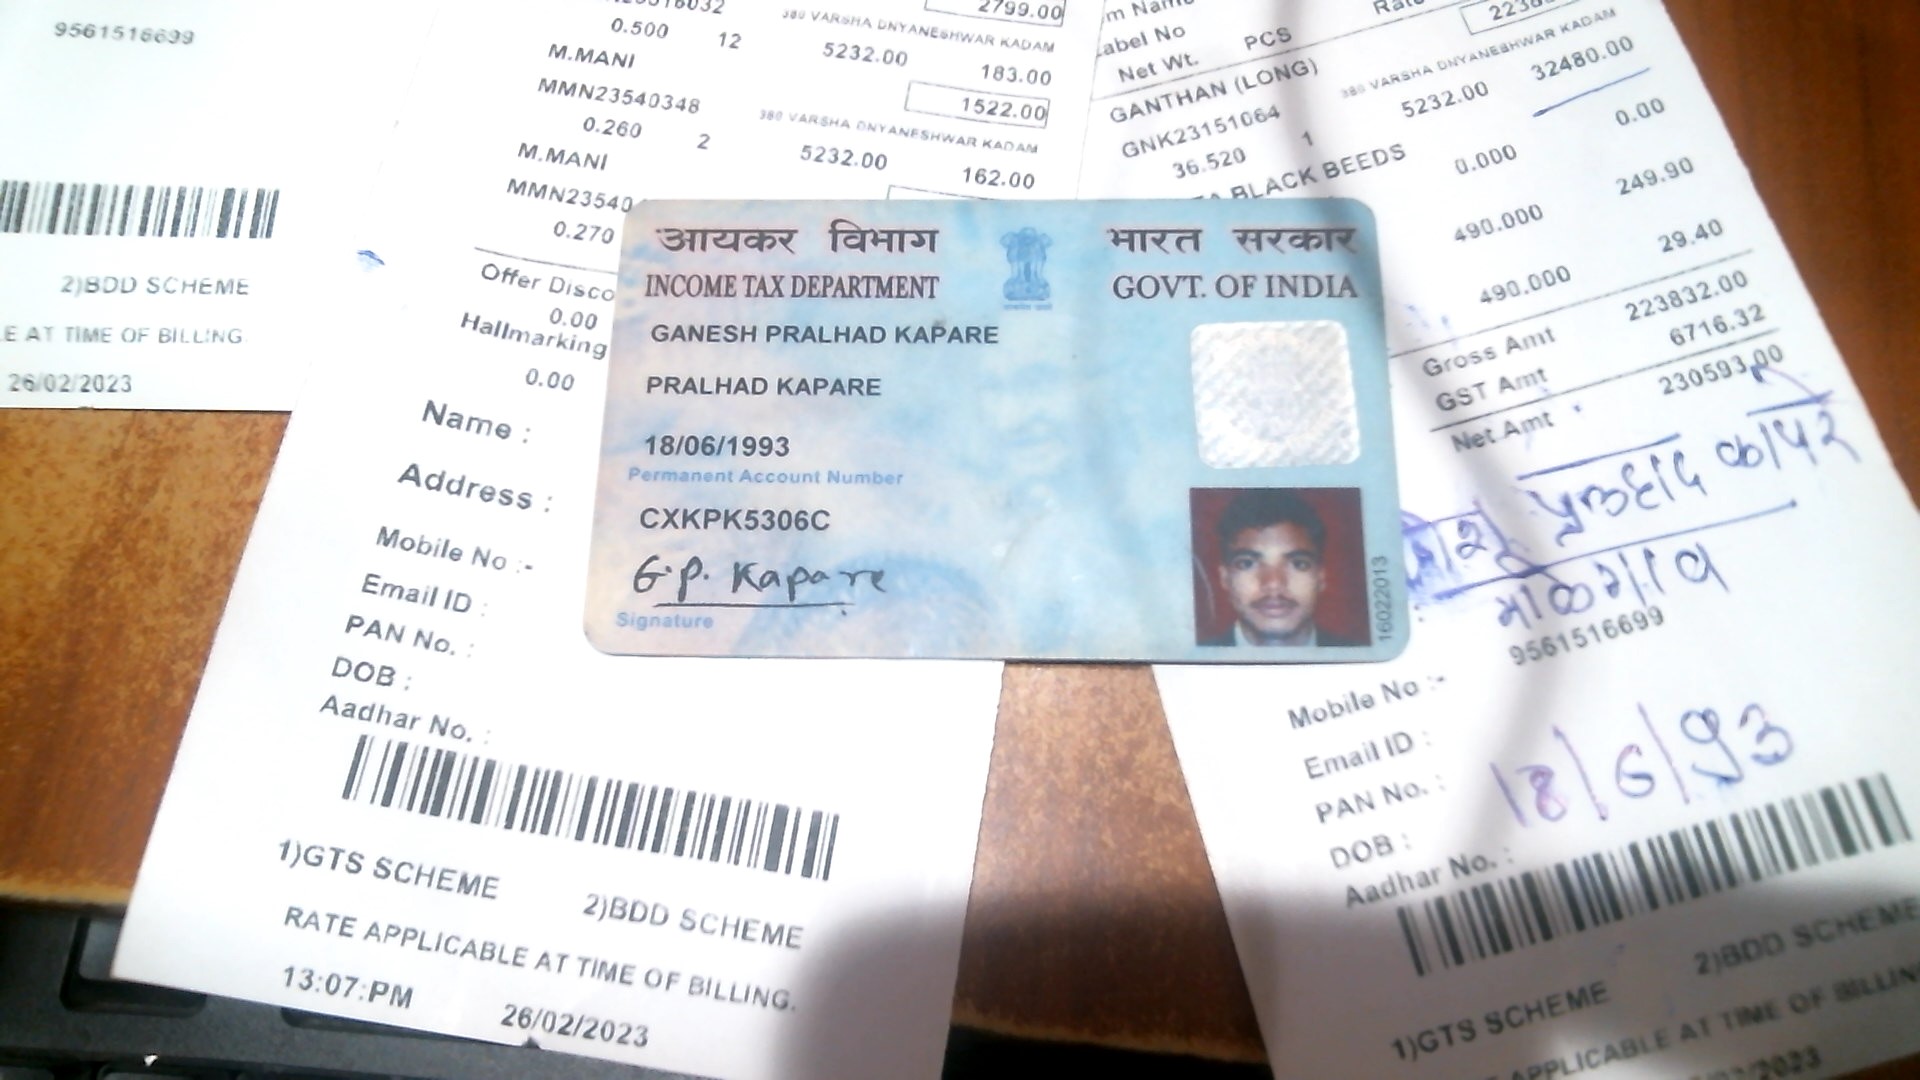 9561516699
2)BDD SCHEME
E AT TIME OF BILLING.
26/02/2023
2799.00
380 VARSHA DNYANESHWAR KADAM
0.500 12 5232.00 183.00
M.MANI
1522.00
MMN23540348
380 VARSHA DNYANESHWAR KADAM
0.260 2 5232.00 162.00
M.MANI
MMN23540
0.270
Offer Disco
0.00
Hallmarking
0.00
Name :
Address :
Mobile No :-
Email ID :
PAN No. :
DOB :
Aadhar No. :
1)GTS SCHEME 2)BDD SCHEME
RATE APPLICABLE AT TIME OF BILLING.
13:07:PM 26/02/2023
आयकर विभाग भारत सरकार
INCOME TAX DEPARTMENT GOVT. OF INDIA
GANESH PRALHAD KAPARE
PRALHAD KAPARE
18/06/1993
Permanent Account Number
CXKPK5306C
G.P. Kapare
Signature
16022013
abel No
Net Wt. PCS
GANTHAN (LONG)
380 VARSHA DNYANESHWAR KADAM
GNK23151064
36.520 1 5232.00 32480.00
BLACK BEEDS
0.000 0.00
490.000 249.90
490.000 29.40
Gross Amt 223832.00
GST Amt 6716.32
Net Amt 230593.00
प्रल्हाद कापरे
माळेगाव
9561516699
Mobile No :-
Email ID :
PAN No. :
DOB :
18/6/93
Aadhar No. :
1)GTS SCHEME 2)BDD SCHEME
APPLICABLE AT TIME OF BILLIN